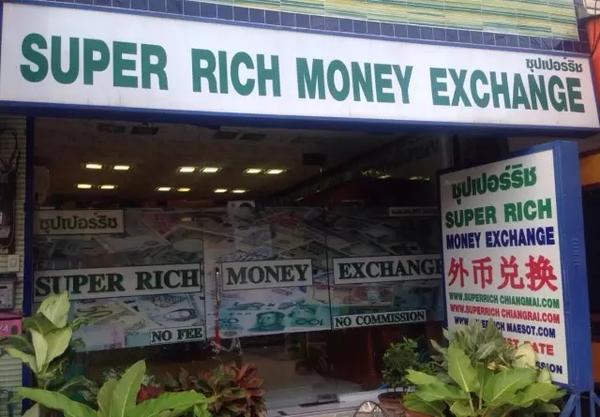 ซุปเปอร์ริช
SUPER RICH MONEY EXCHANGE
ซุปเปอร์ริช
SUPER RICH MONEY EXCHANGE
NO FEE
NO COMMISSION
ซุปเปอร์ริช
SUPER RICH
MONEY EXCHANGE
外币兑换
WWW.SUPERRICH CHIANGMAI.COM
WWW.SUPERRICH CHIANGRAI.COM
MAESOT.COM